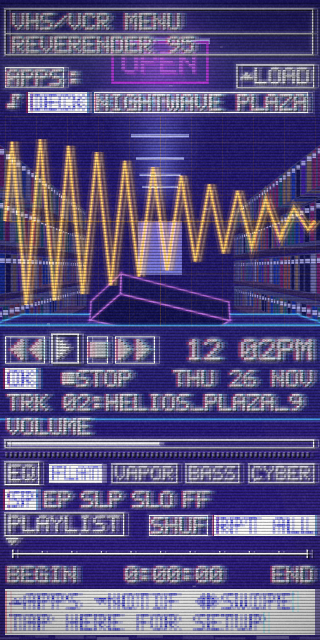 VHS/VCR MENU
REVERENDER 95
OPEN
APPS:
LOAD
DECK NIGHTWAVE PLAZA
12 02PM
STOP THU 26 NOV
TRK 02:HELIOS_PLAZA_9
VOLUME
EQ FLAT VAPOR BASS CYBER
SP EP SLP SLO FF
PLAYLIST SHUF RPT ALL
BEGIN 0:00:00 END
APPS HOTIF SWIPE
TAP HERE FOR SETUP